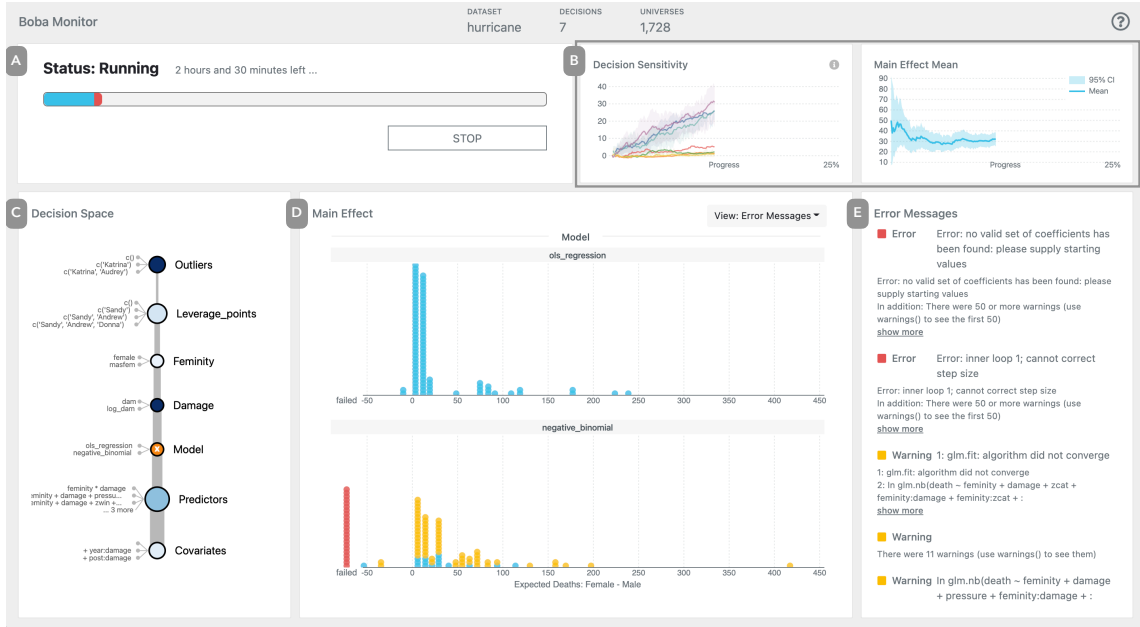 Boba Monitor
DATASET
hurricane
DECISIONS
7
UNIVERSES
1,728
?
A
Status: Running 2 hours and 30 minutes left ...
STOP
B
Decision Sensitivity
i
40
30
20
10
0
Progress
25%
Main Effect Mean
90
80
70
60
50
40
30
20
10
95% CI
Mean
Progress
25%
C
Decision Space
c()
c('Katrina')
c('Katrina', 'Audrey')
Outliers
c()
c('Sandy')
c('Sandy', 'Andrew')
c('Sandy', 'Andrew', 'Donna')
Leverage_points
female
masfem
Feminity
dam
log_dam
Damage
ols_regression
negative_binomial
x
Model
feminity * damage
eminity + damage + pressu...
eminity + damage + zwin +...
... 3 more
Predictors
+ year:damage
+ post:damage
Covariates
D
Main Effect
View: Error Messages
Model
ols_regression
failed -50 0 50 100 150 200 250 300 350 400 450
negative_binomial
failed -50 0 50 100 150 200 250 300 350 400 450
Expected Deaths: Female - Male
E
Error Messages
Error Error: no valid set of coefficients has
been found: please supply starting
values
Error: no valid set of coefficients has been found: please
supply starting values
In addition: There were 50 or more warnings (use
warnings() to see the first 50)
show more
Error Error: inner loop 1; cannot correct
step size
Error: inner loop 1; cannot correct step size
In addition: There were 50 or more warnings (use
warnings() to see the first 50)
show more
Warning 1: glm.fit: algorithm did not converge
1: glm.fit: algorithm did not converge
2: In glm.nb(death ~ feminity + damage + zcat +
feminity:damage + feminity:zcat + :
show more
Warning
There were 11 warnings (use warnings() to see them)
Warning In glm.nb(death ~ feminity + damage
+ pressure + feminity:damage + :